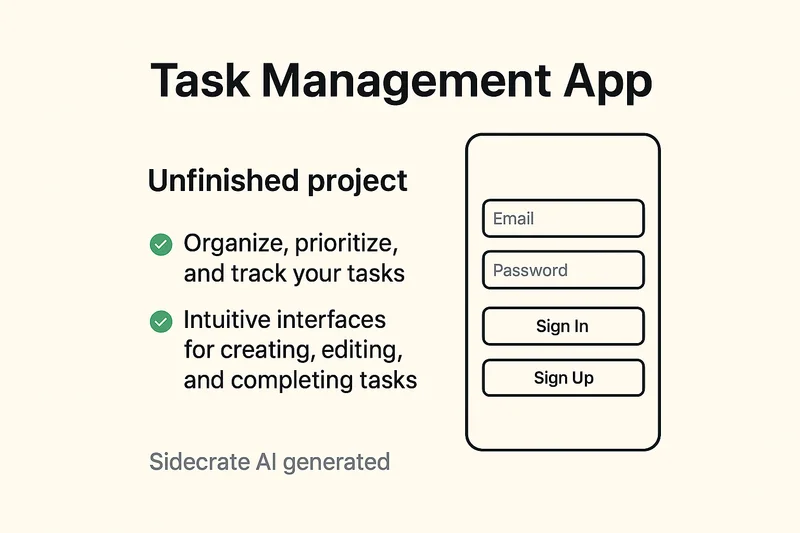 Task Management App
Unfinished project
Organize, prioritize,
and track your tasks
Intuitive interfaces
for creating, editing,
and completing tasks
Sidecrate AI generated
Email
Password
Sign In
Sign Up